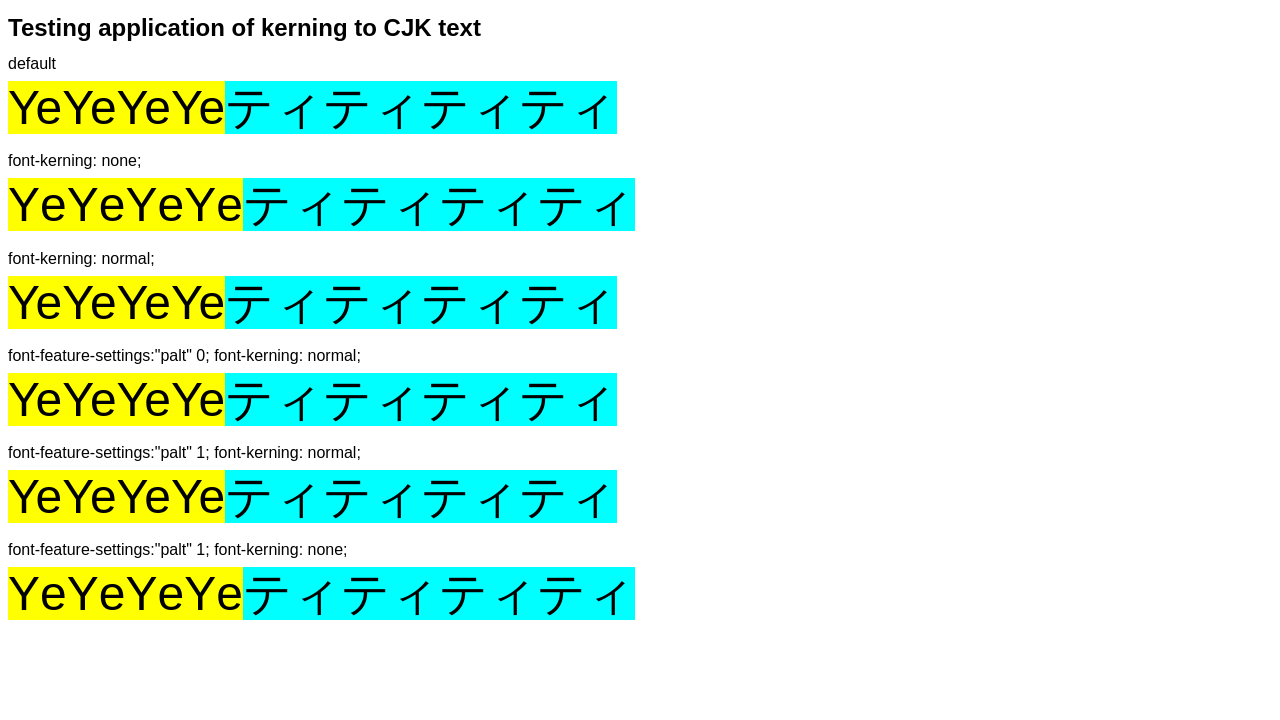 Testing application of kerning to CJK text
default
YeYeYeYeティティティティ
font-kerning: none;
YeYeYeYeティティティティ
font-kerning: normal;
YeYeYeYeティティティティ
font-feature-settings:"palt" 0; font-kerning: normal;
YeYeYeYeティティティティ
font-feature-settings:"palt" 1; font-kerning: normal;
YeYeYeYeティティティティ
font-feature-settings:"palt" 1; font-kerning: none;
YeYeYeYeティティティティ